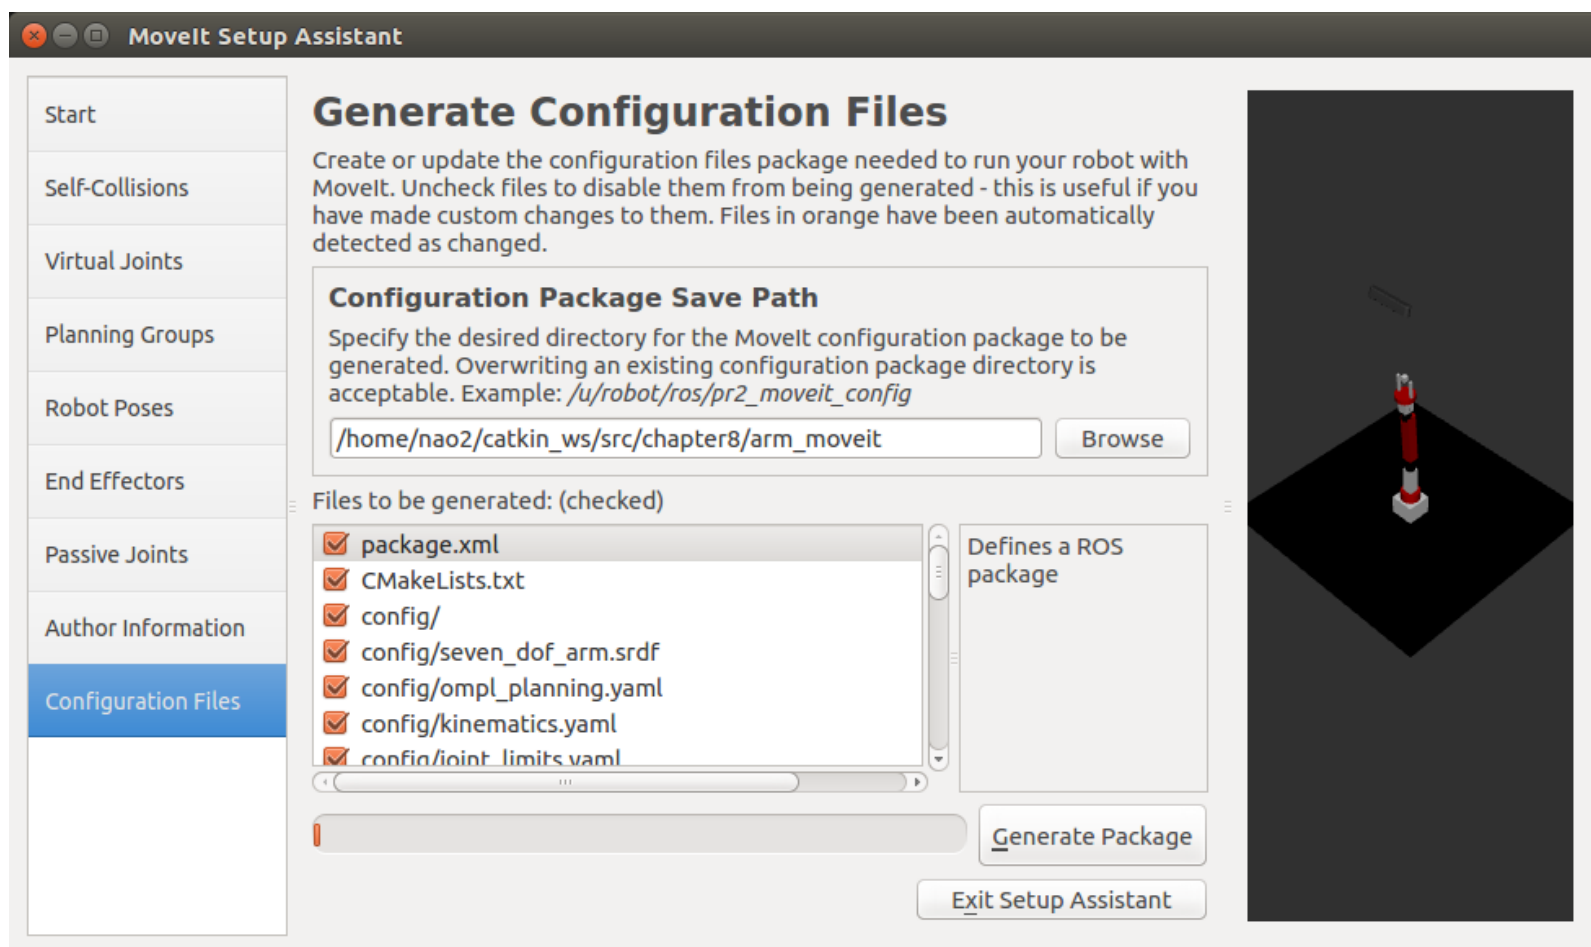 MoveIt Setup Assistant
Start
Self-Collisions
Virtual Joints
Planning Groups
Robot Poses
End Effectors
Passive Joints
Author Information
Configuration Files
Generate Configuration Files
Create or update the configuration files package needed to run your robot with
MoveIt. Uncheck files to disable them from being generated - this is useful if you
have made custom changes to them. Files in orange have been automatically
detected as changed.
Configuration Package Save Path
Specify the desired directory for the MoveIt configuration package to be
generated. Overwriting an existing configuration package directory is
acceptable. Example: /u/robot/ros/pr2_moveit_config
/home/nao2/catkin_ws/src/chapter8/arm_moveit
Browse
Files to be generated: (checked)
package.xml
CMakeLists.txt
config/
config/seven_dof_arm.srdf
config/ompl_planning.yaml
config/kinematics.yaml
config/joint_limits.yaml
Defines a ROS
package
Generate Package
Exit Setup Assistant